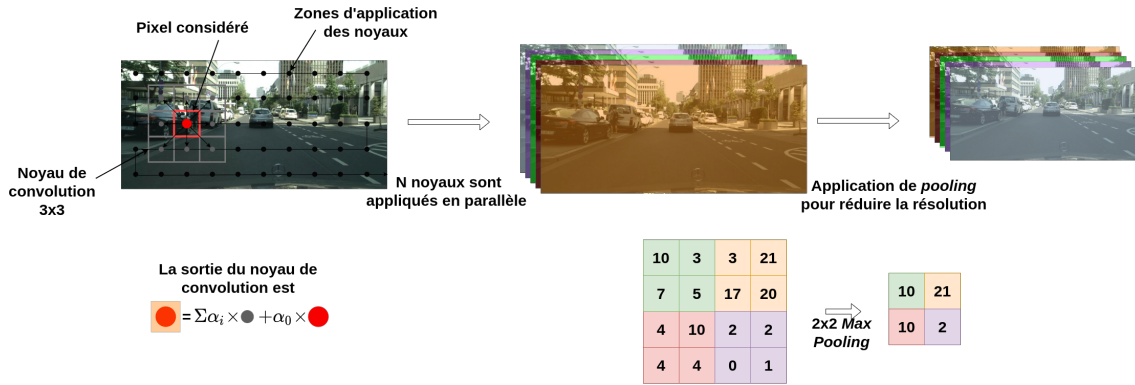 Pixel considéré
Zones d'application
des noyaux
Noyau de
convolution
3x3
N noyaux sont
appliqués en parallèle
Application de pooling
pour réduire la résolution
La sortie du noyau de
convolution est
= Σαᵢ × + α₀ ×
10 3 3 21
7 5 17 20
4 10 2 2
4 4 0 1
2x2 Max
Pooling
10 21
10 2